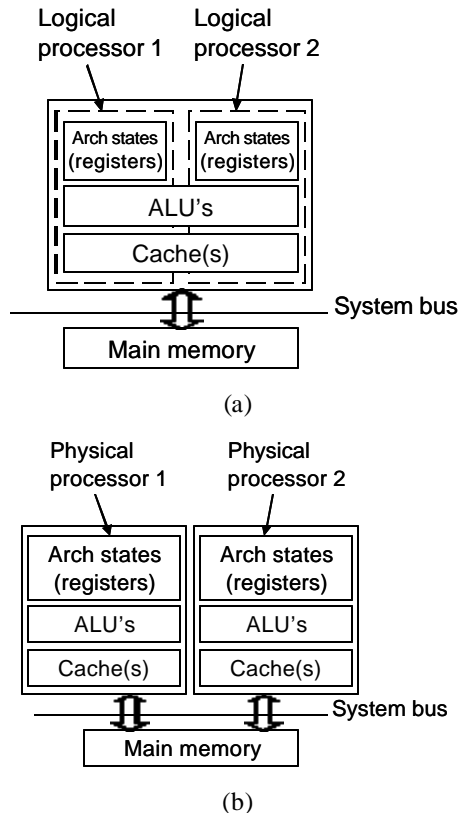 Logical
processor 1
Logical
processor 2
Arch states
(registers)
Arch states
(registers)
ALU's
Cache(s)
System bus
Main memory
(a)
Physical
processor 1
Physical
processor 2
Arch states
(registers)
Arch states
(registers)
ALU's
ALU's
Cache(s)
Cache(s)
System bus
Main memory
(b)